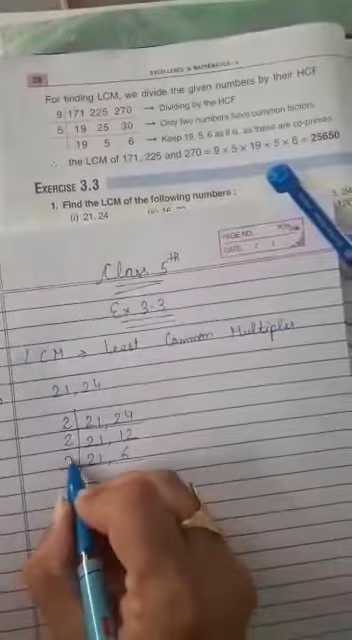 28
EXCELLENCE IN MATHEMATICS - V
For finding LCM, we divide the given numbers by their HCF
9 171 225 270 → Dividing by the HCF
5 19 25 30 → Only two numbers have common factors
19 5 6 → Keep 19, 5, 6 as it is, as these are co-primes
∴ the LCM of 171, 225 and 270 = 9 × 5 × 19 × 5 × 6 = 25650
EXERCISE 3.3
1. Find the LCM of the following numbers :
(i) 21, 24
PAGE NO.
DATE: / /
Class 5th
Ex 3.3
LCM → Least Common Multiples
21, 24
2 21, 24
2 21, 12
2 21, 6